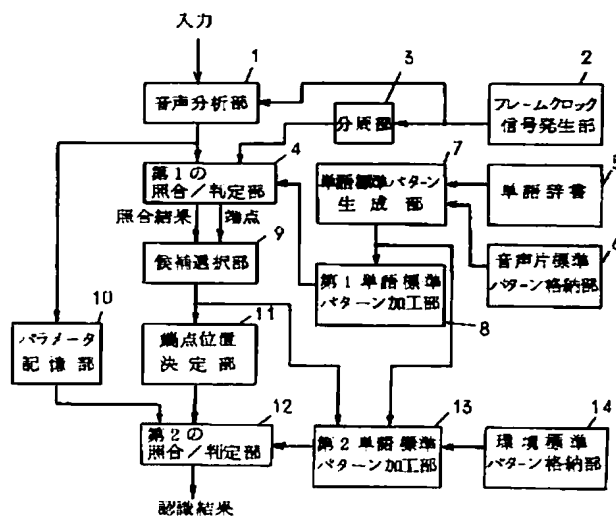 入力
1
音声分析部
2
フレームクロック
信号発生部
3
分周部
4
第1の
照合/判定部
照合結果
端点
7
単語標準パターン
生成部
5
単語辞書
6
音声片標準
パターン格納部
9
候補選択部
第1単語標準
パターン加工部
8
10
パラメータ
記憶部
11
端点位置
決定部
12
第2の
照合/判定部
13
第2単語標準
パターン加工部
14
環境標準
パターン格納部
認識結果